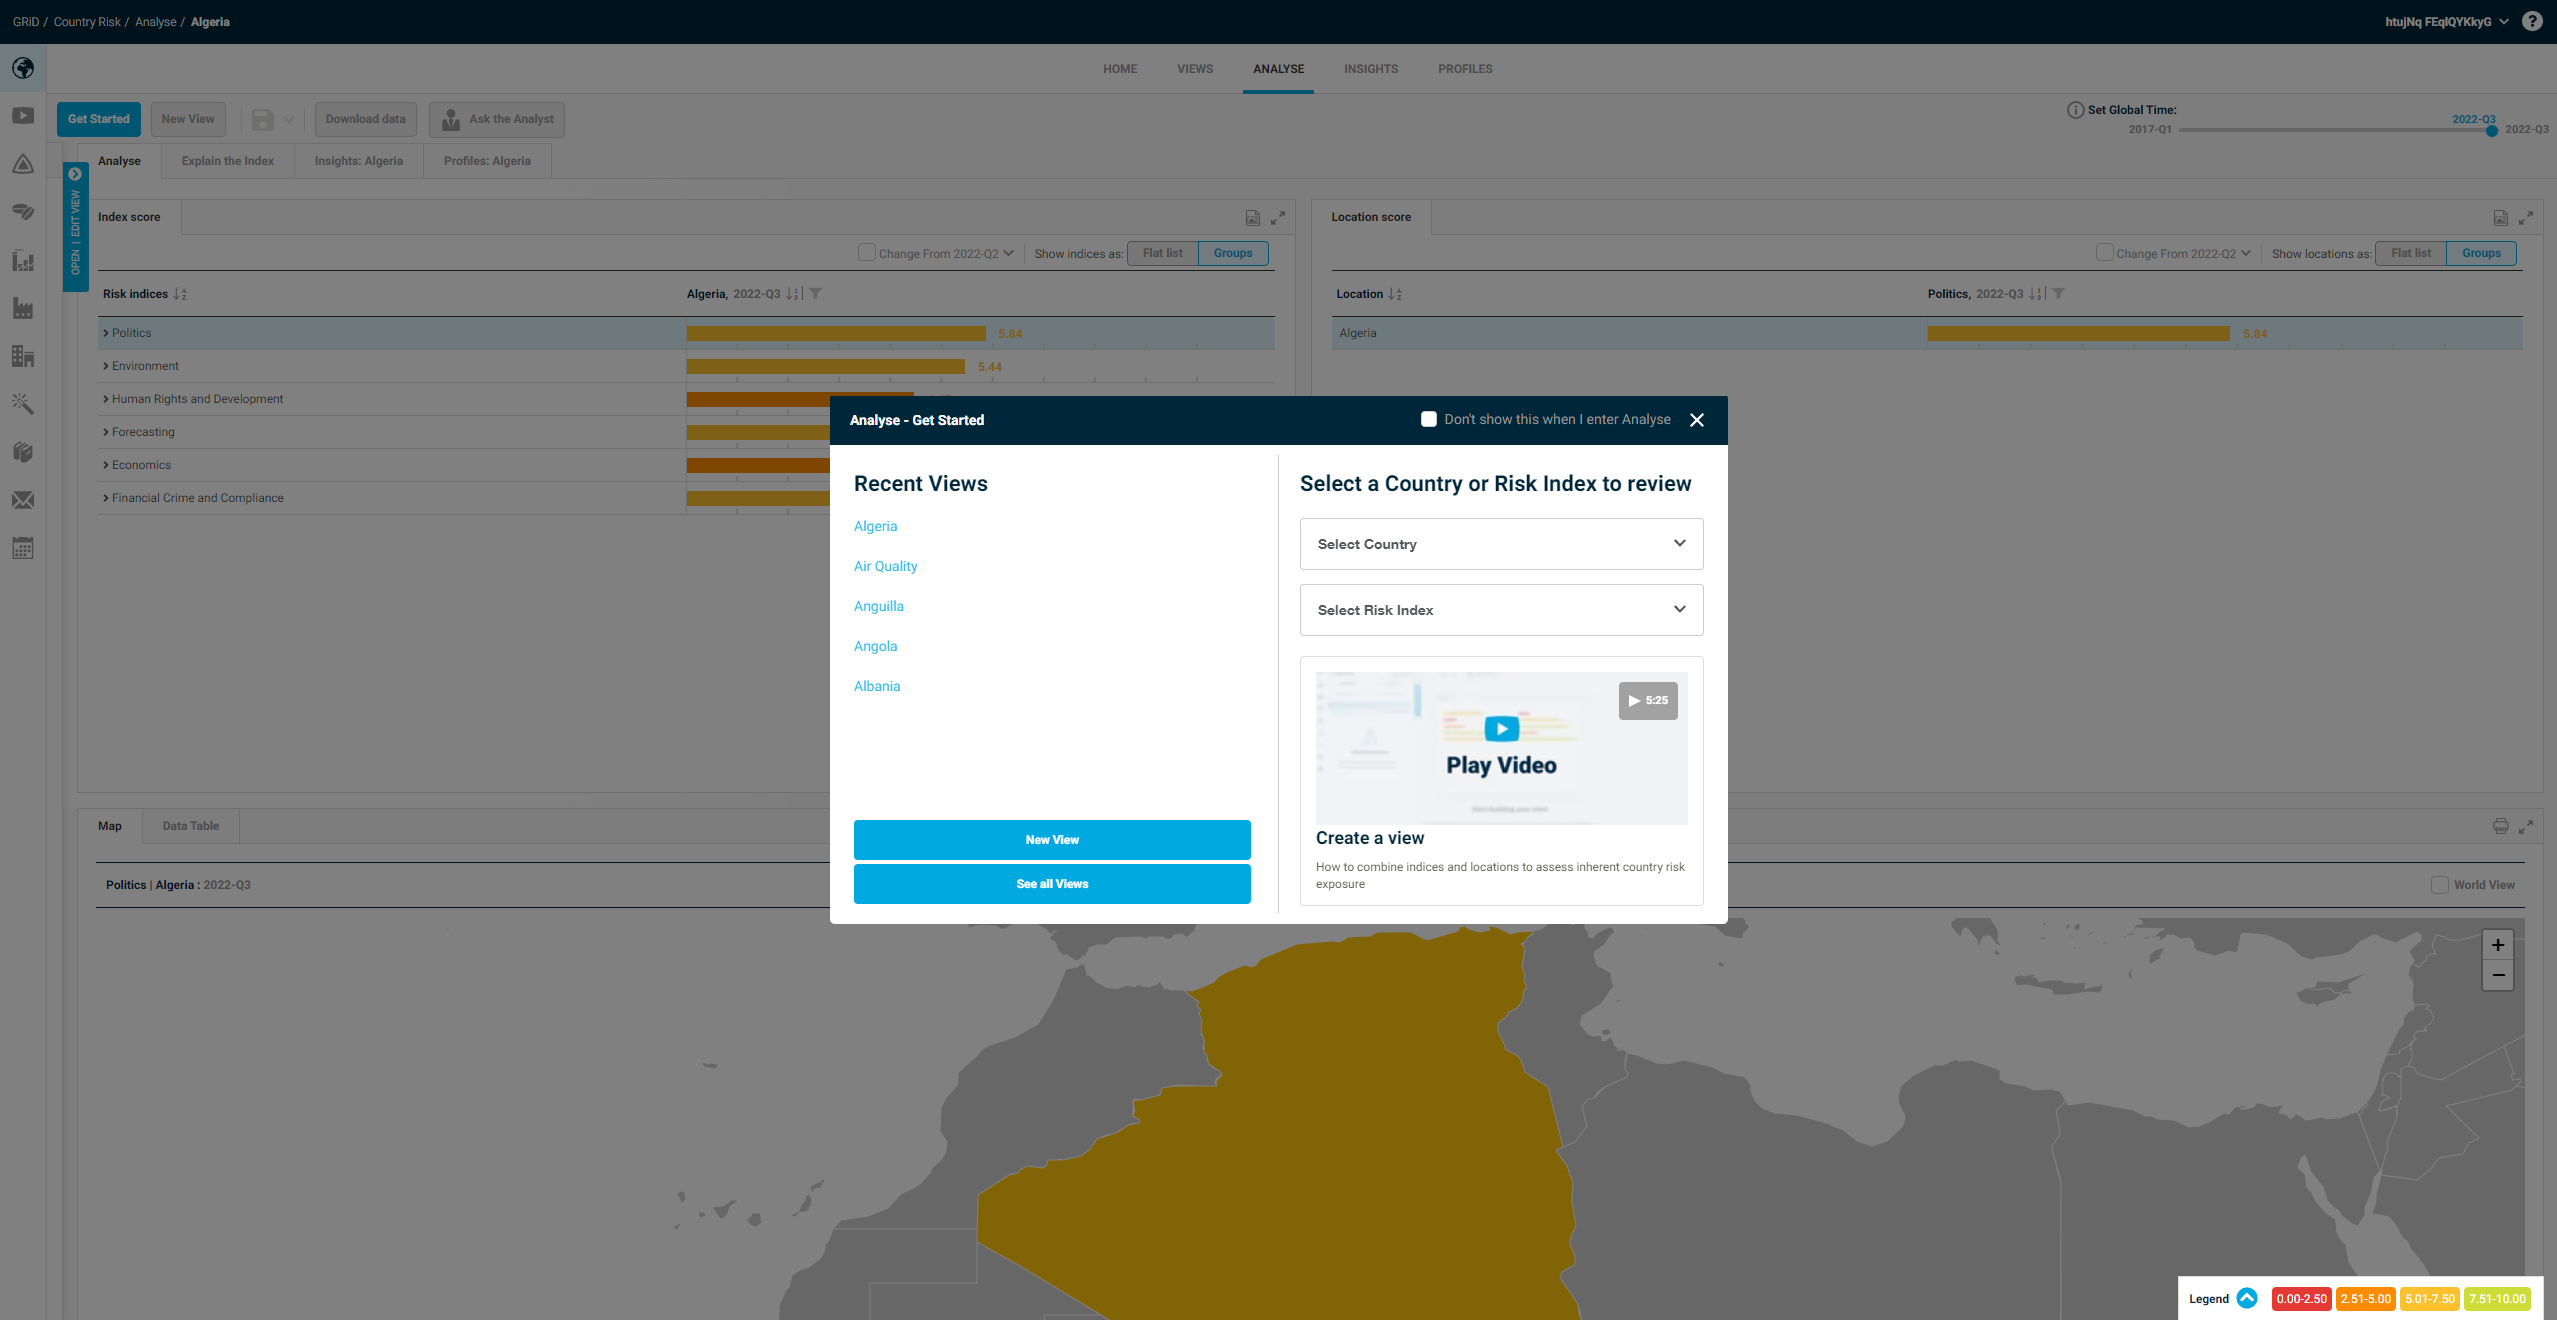 GRiD / Country Risk / Analyse / Algeria
htujNq FEqIQYKkyG
?
HOME VIEWS ANALYSE INSIGHTS PROFILES
Get Started
New View
Download data
Ask the Analyst
Set Global Time:
2022-Q3
2017-Q1
2022-Q3
OPEN | EDIT VIEW
Analyse
Explain the Index
Insights: Algeria
Profiles: Algeria
Index score
Change From 2022-Q2
Show indices as:
Flat list
Groups
Risk indices
Algeria, 2022-Q3
Politics
5.84
Environment
5.44
Human Rights and Development
Forecasting
Economics
Financial Crime and Compliance
Location score
Change From 2022-Q2
Show locations as:
Flat list
Groups
Location
Politics, 2022-Q3
Algeria
5.84
Analyse - Get Started
Don't show this when I enter Analyse
Recent Views
Algeria
Air Quality
Anguilla
Angola
Albania
New View
See all Views
Select a Country or Risk Index to review
Select Country
Select Risk Index
5:25
Play Video
Create a view
How to combine indices and locations to assess inherent country risk
exposure
Map
Data Table
Politics | Algeria : 2022-Q3
World View
+
−
Legend
0.00-2.50
2.51-5.00
5.01-7.50
7.51-10.00